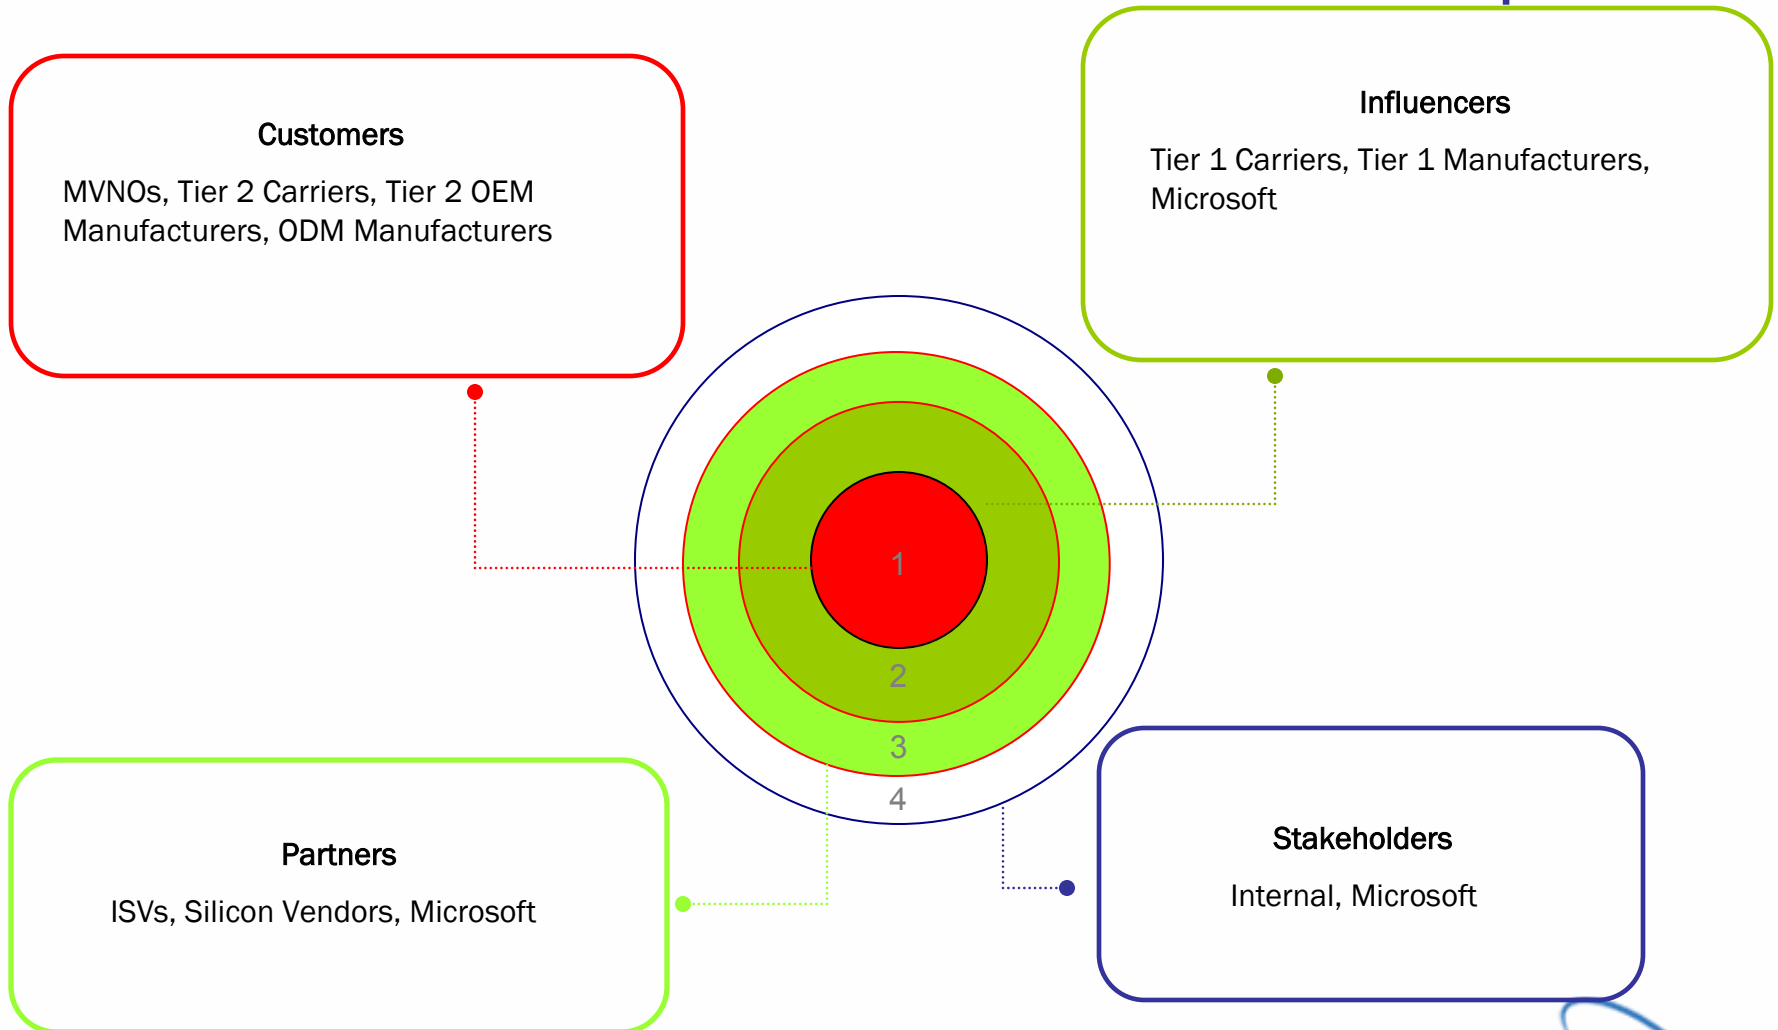 Customers
MVNOs, Tier 2 Carriers, Tier 2 OEM
Manufacturers, ODM Manufacturers
Influencers
Tier 1 Carriers, Tier 1 Manufacturers,
Microsoft
1
2
3
4
Partners
ISVs, Silicon Vendors, Microsoft
Stakeholders
Internal, Microsoft